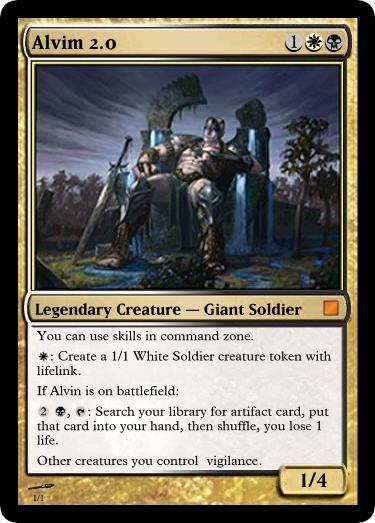 Alvim 2.0 1
Legendary Creature — Giant Soldier
You can use skills in command zone.
: Create a 1/1 White Soldier creature token with
lifelink.
If Alvin is on battlefield:
2 , : Search your library for artifact card, put
that card into your hand, then shuffle, you lose 1
life.
Other creatures you control vigilance.
1/4
1/1